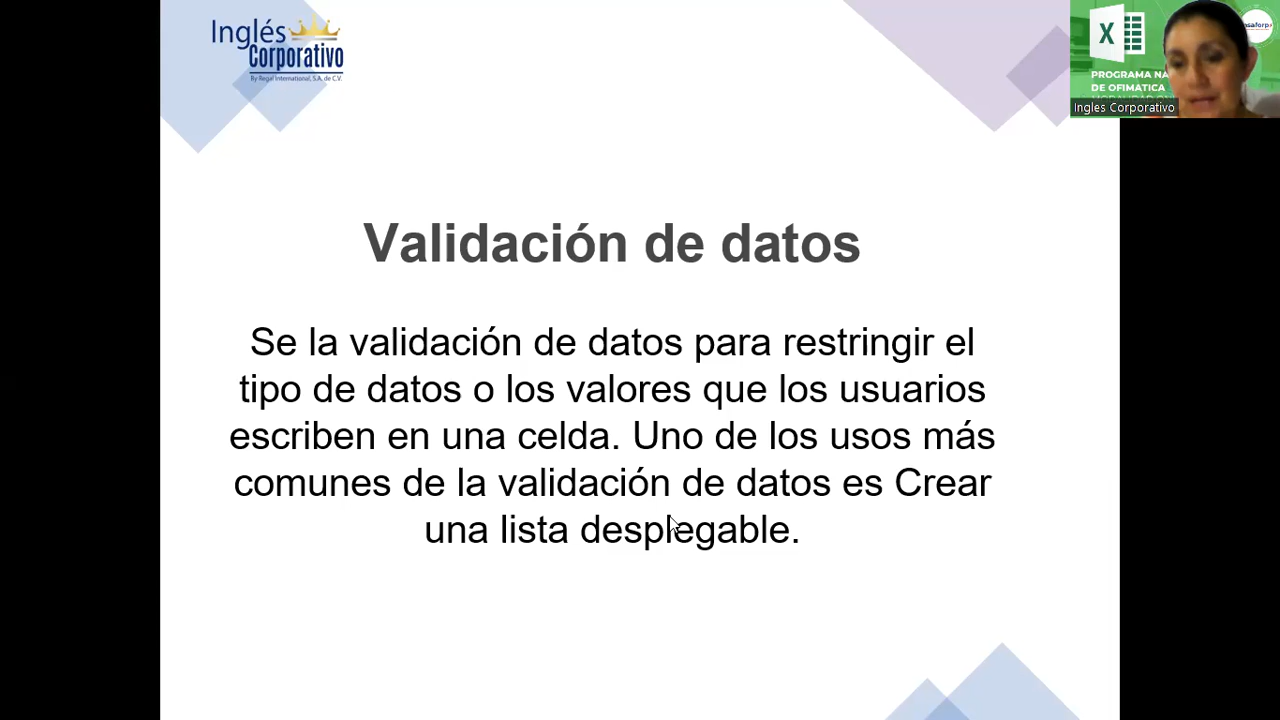 Inglés
Corporativo
By Regal International, S.A. de C.V.
PROGRAMA NA
DE OFIMATICA
Ingles Corporativo
Validación de datos
Se la validación de datos para restringir el
tipo de datos o los valores que los usuarios
escriben en una celda. Uno de los usos más
comunes de la validación de datos es Crear
una lista desplegable.